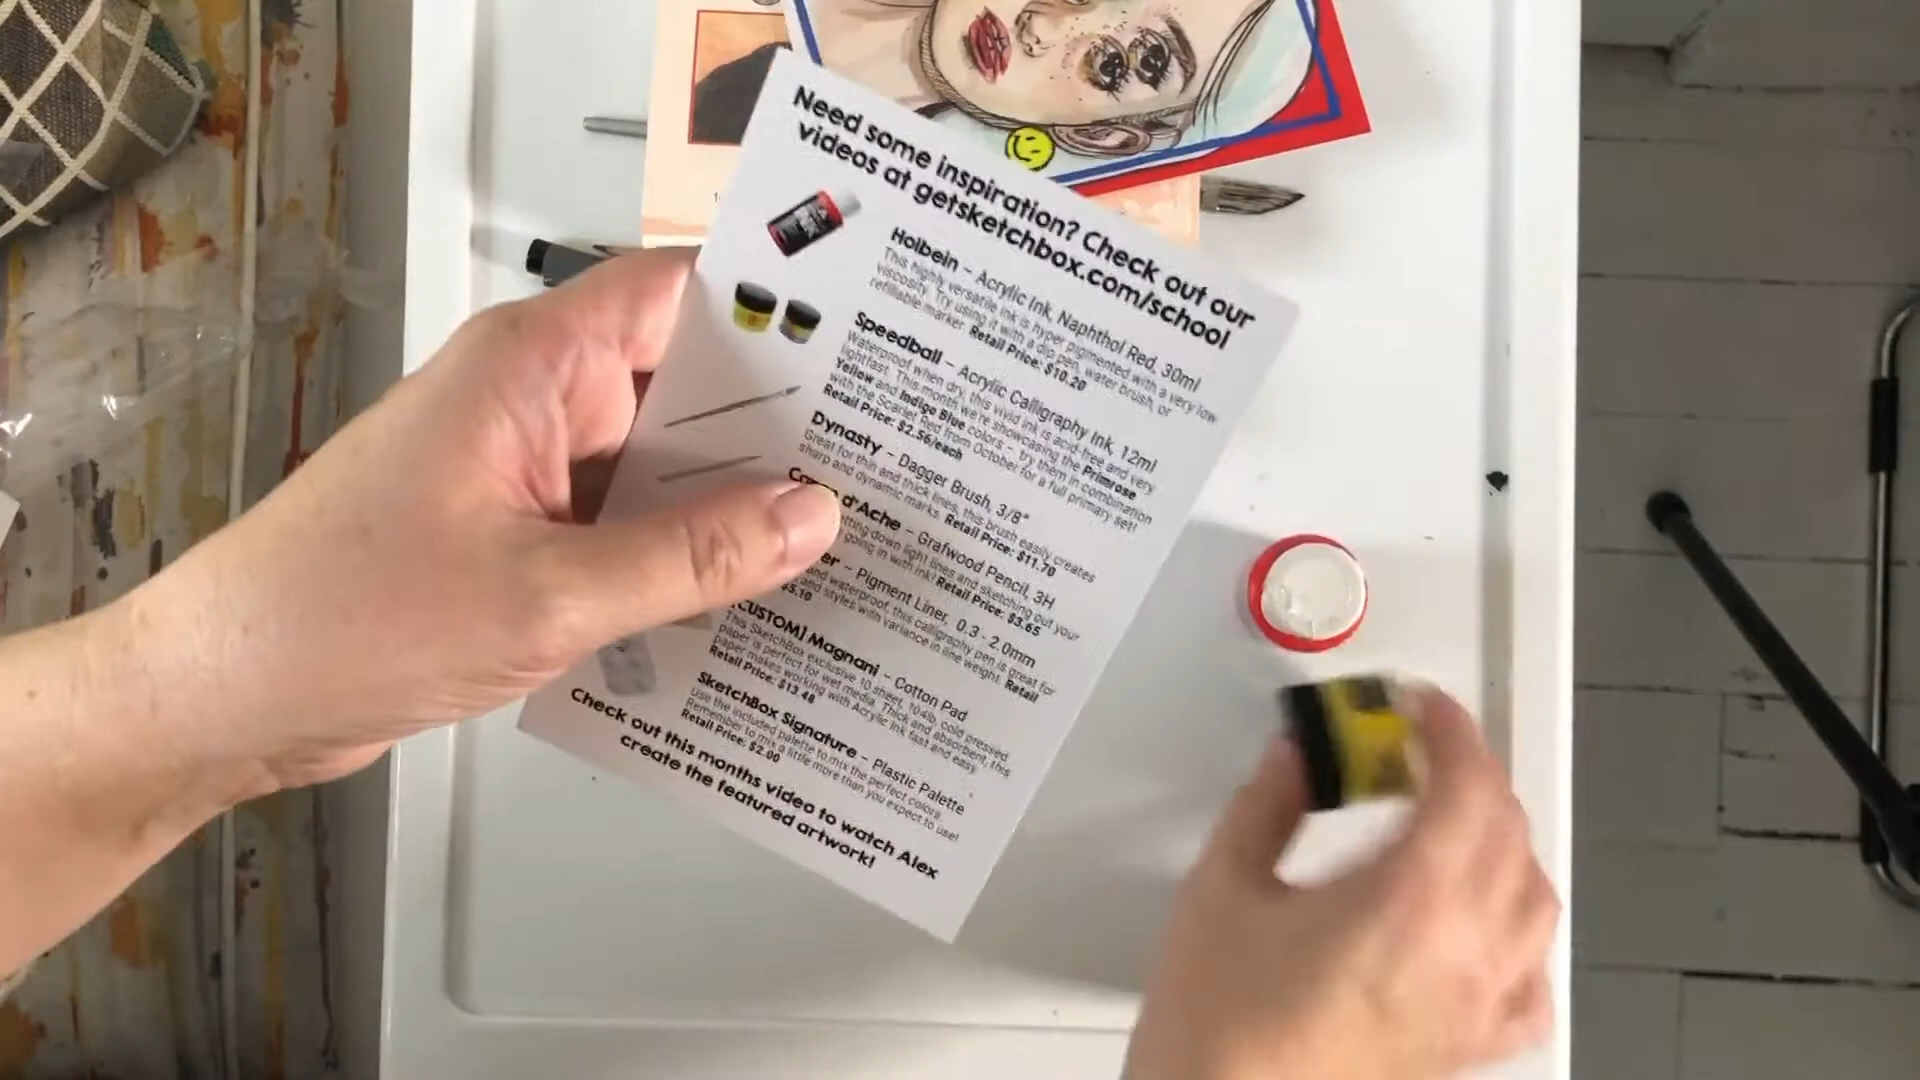 Need some inspiration? Check out our
videos at getsketchbox.com/school
Holbein - Acrylic Ink, Naphthol Red, 30ml
This highly versatile ink is hyper pigmented with a very low
viscosity. Try using it with a dip pen, water brush, or
refillable marker. Retail Price: $10.20
Speedball - Acrylic Calligraphy Ink, 12ml
Waterproof when dry, this vivid ink is acid-free and very
lightfast. This month we're showcasing the Primrose
Yellow and Indigo Blue colors - try them in combination
with the Scarlet Red from October for a full primary set!
Retail Price: $2.56/each
Dynasty - Dagger Brush, 3/8"
Great for thin and thick lines, this brush easily creates
sharp and dynamic marks. Retail Price: $11.70
d'Ache - Grafwood Pencil, 3H
down light lines and sketching out your
going in with ink! Retail Price: $3.65
- Pigment Liner, 0.3 - 2.0mm
and waterproof, this calligraphy pen is great for
and styles with variance in line weight. Retail
$5.10
[CUSTOM] Magnani - Cotton Pad
This SketchBox exclusive 10 sheet, 104lb. cold pressed
paper is perfect for wet media. Thick and absorbent, this
paper makes working with Acrylic Ink fast and easy
Retail Price: $13.48
SketchBox Signature - Plastic Palette
Use the included palette to mix the perfect colors.
Remember to mix a little more than you expect to use!
Retail Price: $2.00
Check out this months video to watch Alex
create the featured artwork!